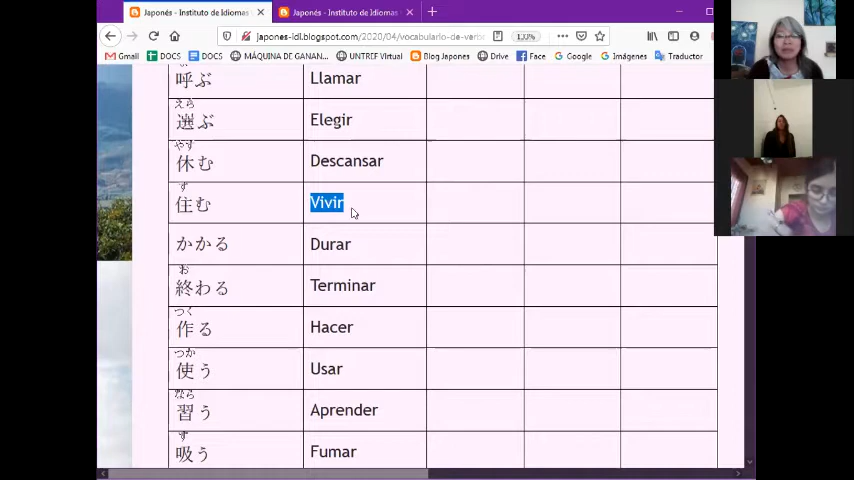 Japonés - Instituto de Idiomas
Japonés - Instituto de Idiomas
japones-idi.blogspot.com/2020/04/vocabulario-de-verbo
133%
Gmail
DOCS
DOCS
MÁQUINA DE GANAN...
UNTREF Virtual
Blog Japones
Drive
Face
Google
Imágenes
Traductor
呼ぶ Llamar
えら
選ぶ Elegir
やす
休む Descansar
す
住む Vivir
かかる Durar
お
終わる Terminar
つく
作る Hacer
つか
使う Usar
なら
習う Aprender
す
吸う Fumar